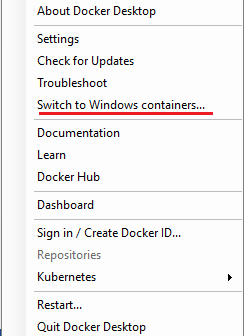 About Docker Desktop
Settings
Check for Updates
Troubleshoot
Switch to Windows containers...
Documentation
Learn
Docker Hub
Dashboard
Sign in / Create Docker ID...
Repositories
Kubernetes
Restart...
Quit Docker Desktop